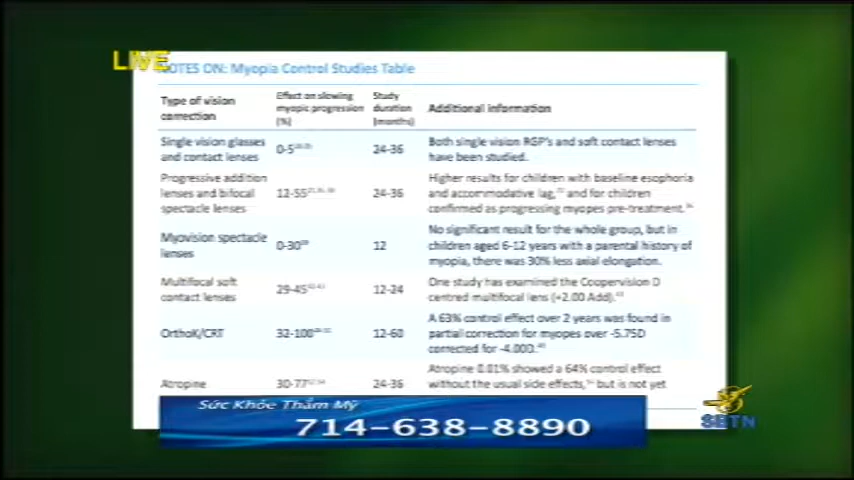 LIVE
NOTES ON: Myopia Control Studies Table
Type of vision correction
Effect on slowing myopic progression (%)
Study duration (months)
Additional information
Single vision glasses and contact lenses
0-5
24-36
Both single vision RGP's and soft contact lenses have been studied.
Progressive addition lenses and bifocal spectacle lenses
12-55
24-36
Higher results for children with baseline esophoria and accommodative lag, and for children confirmed as progressing myopes pre-treatment.
Myovision spectacle lenses
0-30
12
No significant result for the whole group, but in children aged 6-12 years with a parental history of myopia, there was 30% less axial elongation.
Multifocal soft contact lenses
29-45
12-24
One study has examined the Coopervision D centred multifocal lens (+2.00 Add).
OrthoK/CRT
32-100
12-60
A 63% control effect over 2 years was found in partial correction for myopes over -5.75D corrected for -4.00D.
Atropine
30-77
24-36
Atropine 0.01% showed a 64% control effect without the usual side effects, but is not yet
Sức Khỏe Thẩm Mỹ
714-638-8890
SBTN